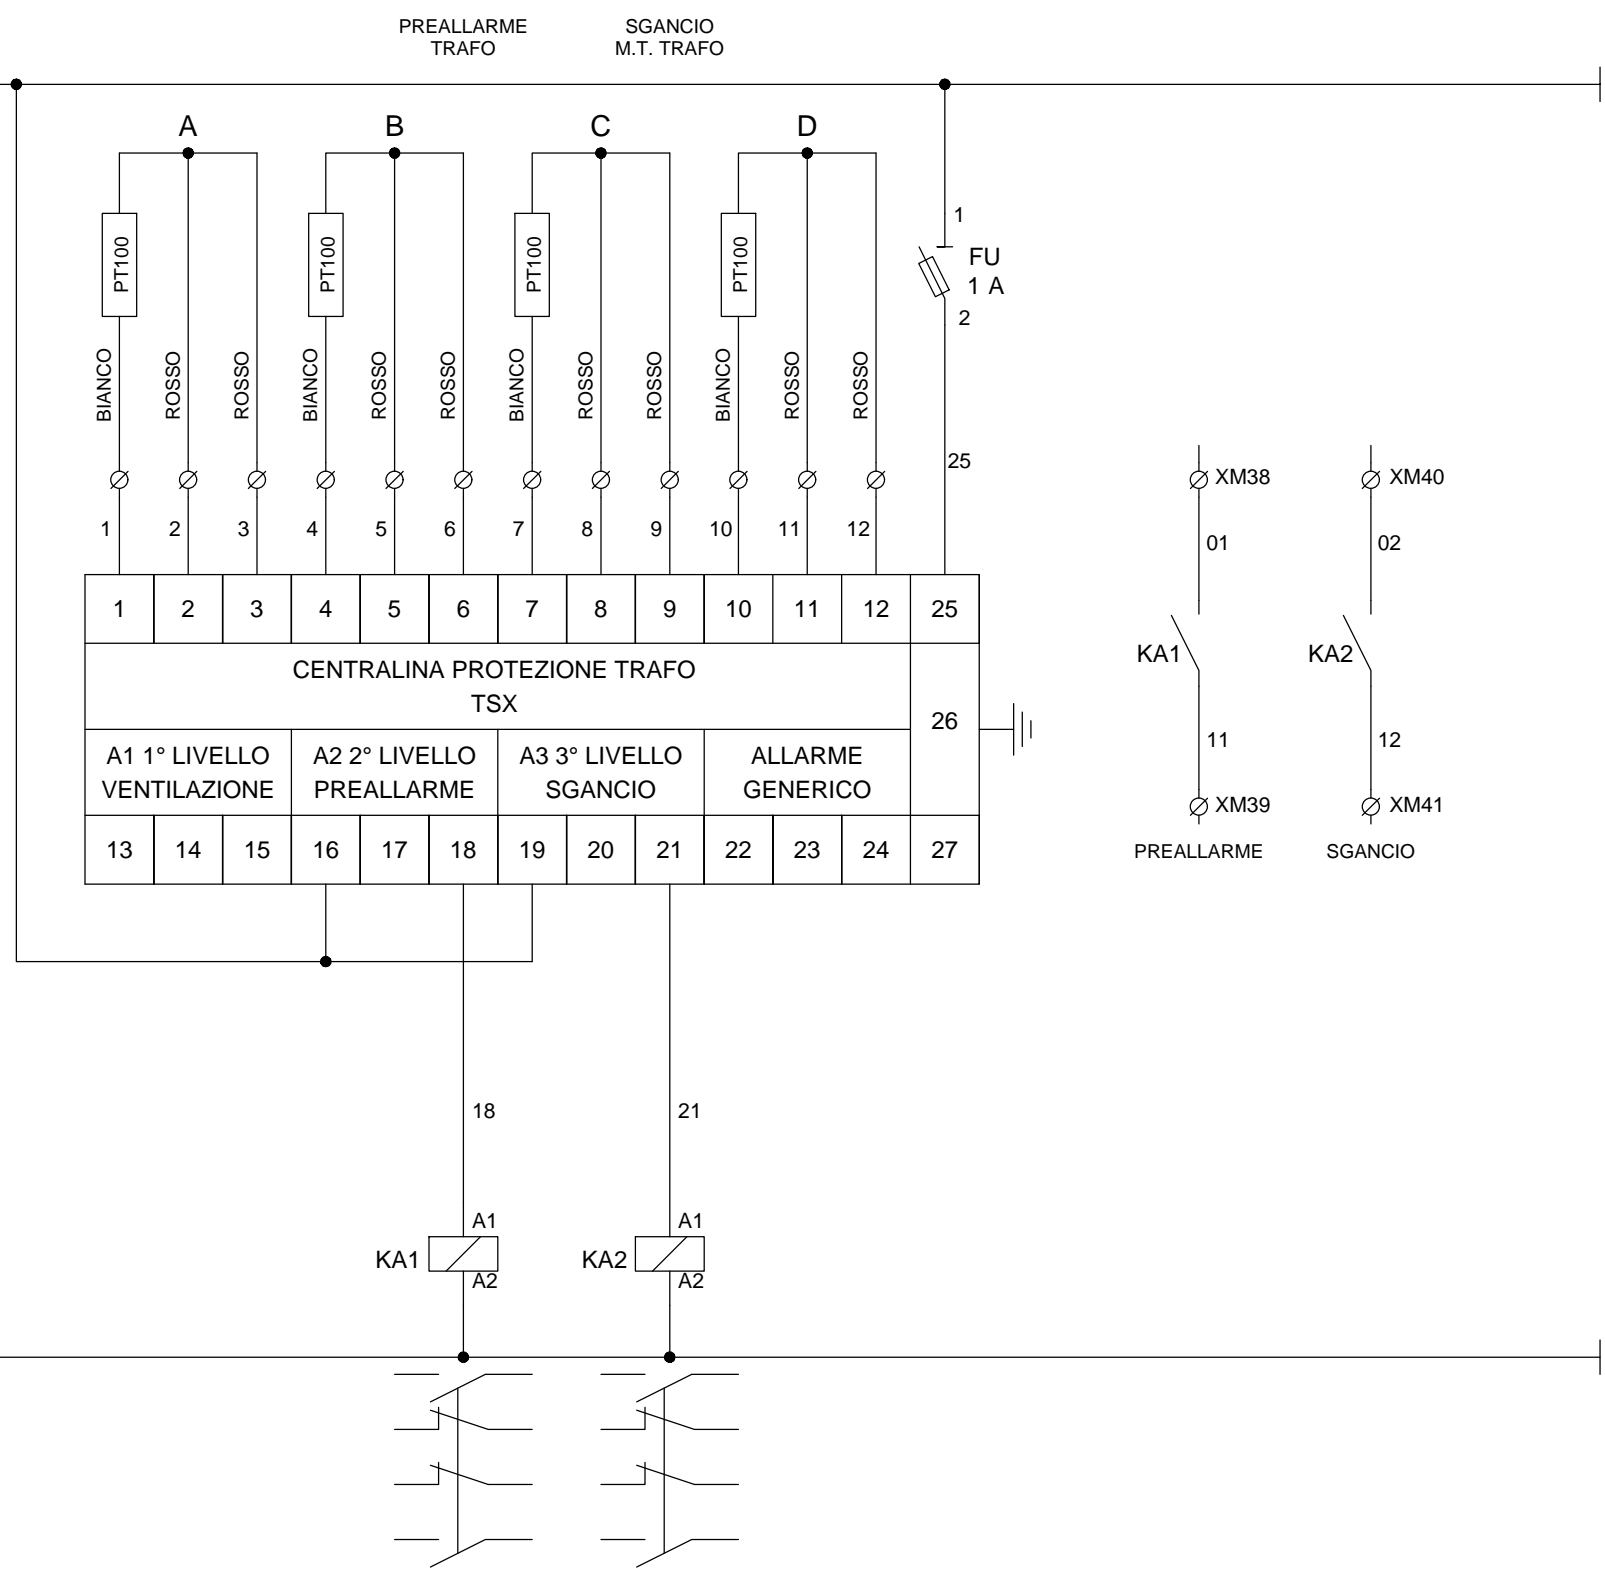 PREALLARME
TRAFO
SGANCIO
M.T. TRAFO
A
B
C
D
PT100
PT100
PT100
PT100
1
FU
1 A
2
BIANCO
ROSSO
ROSSO
BIANCO
ROSSO
ROSSO
BIANCO
ROSSO
ROSSO
BIANCO
ROSSO
ROSSO
25
1
2
3
4
5
6
7
8
9
10
11
12
1
2
3
4
5
6
7
8
9
10
11
12
25
CENTRALINA PROTEZIONE TRAFO
TSX
26
A1 1° LIVELLO
VENTILAZIONE
A2 2° LIVELLO
PREALLARME
A3 3° LIVELLO
SGANCIO
ALLARME
GENERICO
13
14
15
16
17
18
19
20
21
22
23
24
27
XM38
01
KA1
11
XM39
PREALLARME
XM40
02
KA2
12
XM41
SGANCIO
18
21
A1
KA1
A2
A1
KA2
A2